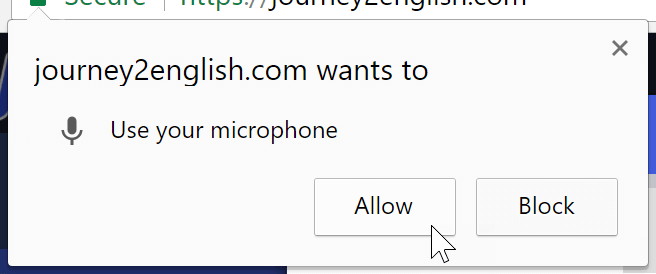 Secure | https://journey2english.com
journey2english.com wants to
Use your microphone
Allow Block